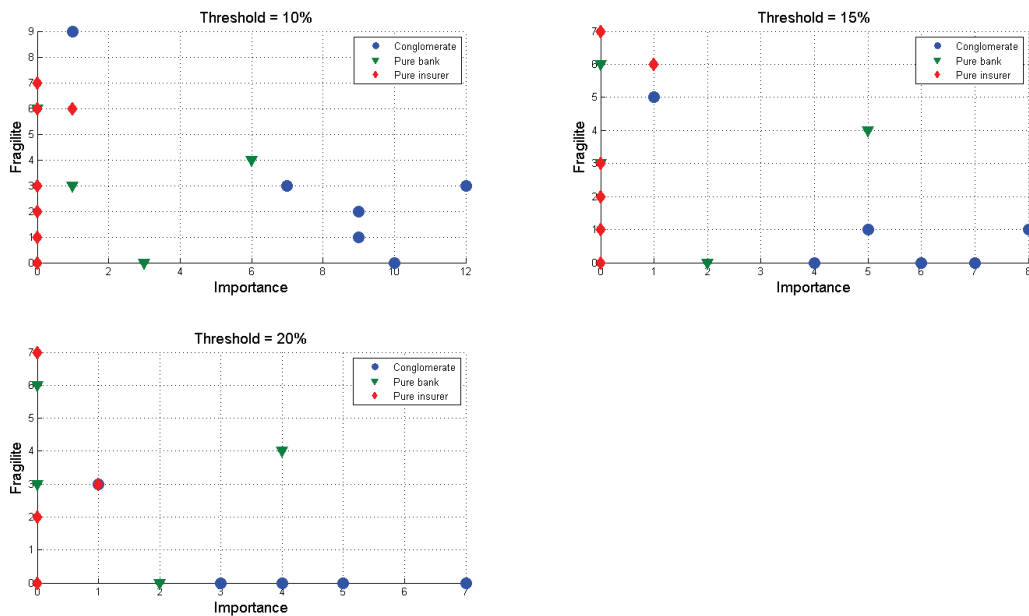 Threshold = 10%
9
8
7
6
5
4
3
2
1
0
Fragilite
Conglomerate
Pure bank
Pure insurer
0 2 4 6 8 10 12
Importance
Threshold = 15%
7
6
5
4
3
2
1
0
Fragilite
Conglomerate
Pure bank
Pure insurer
0 1 2 3 4 5 6 7 8
Importance
Threshold = 20%
7
6
5
4
3
2
1
0
Fragilite
Conglomerate
Pure bank
Pure insurer
0 1 2 3 4 5 6 7
Importance